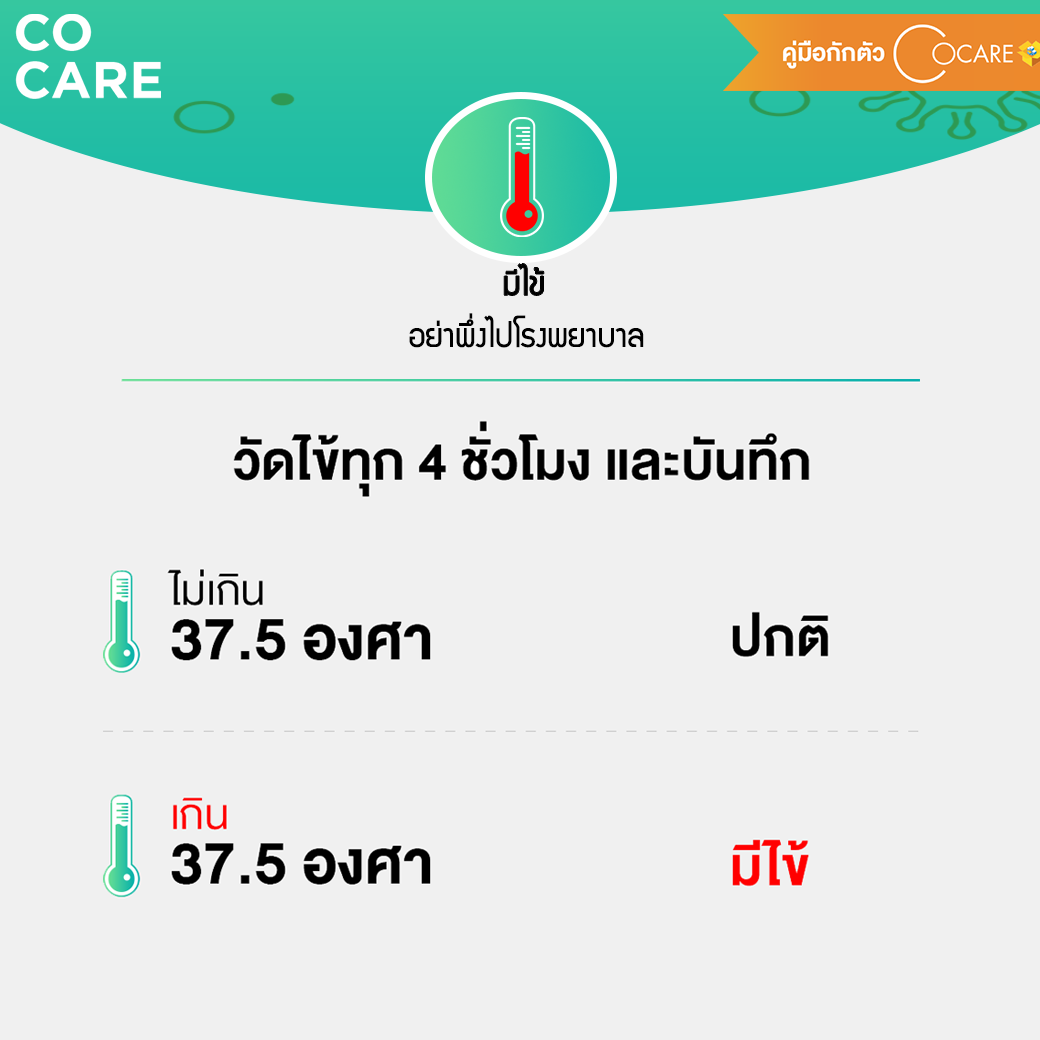 CO
CARE
คู่มือกักตัว COCARE
มีไข้
อย่าพึ่งไปโรงพยาบาล
วัดไข้ทุก 4 ชั่วโมง และบันทึก
ไม่เกิน
37.5 องศา
ปกติ
เกิน
37.5 องศา
มีไข้